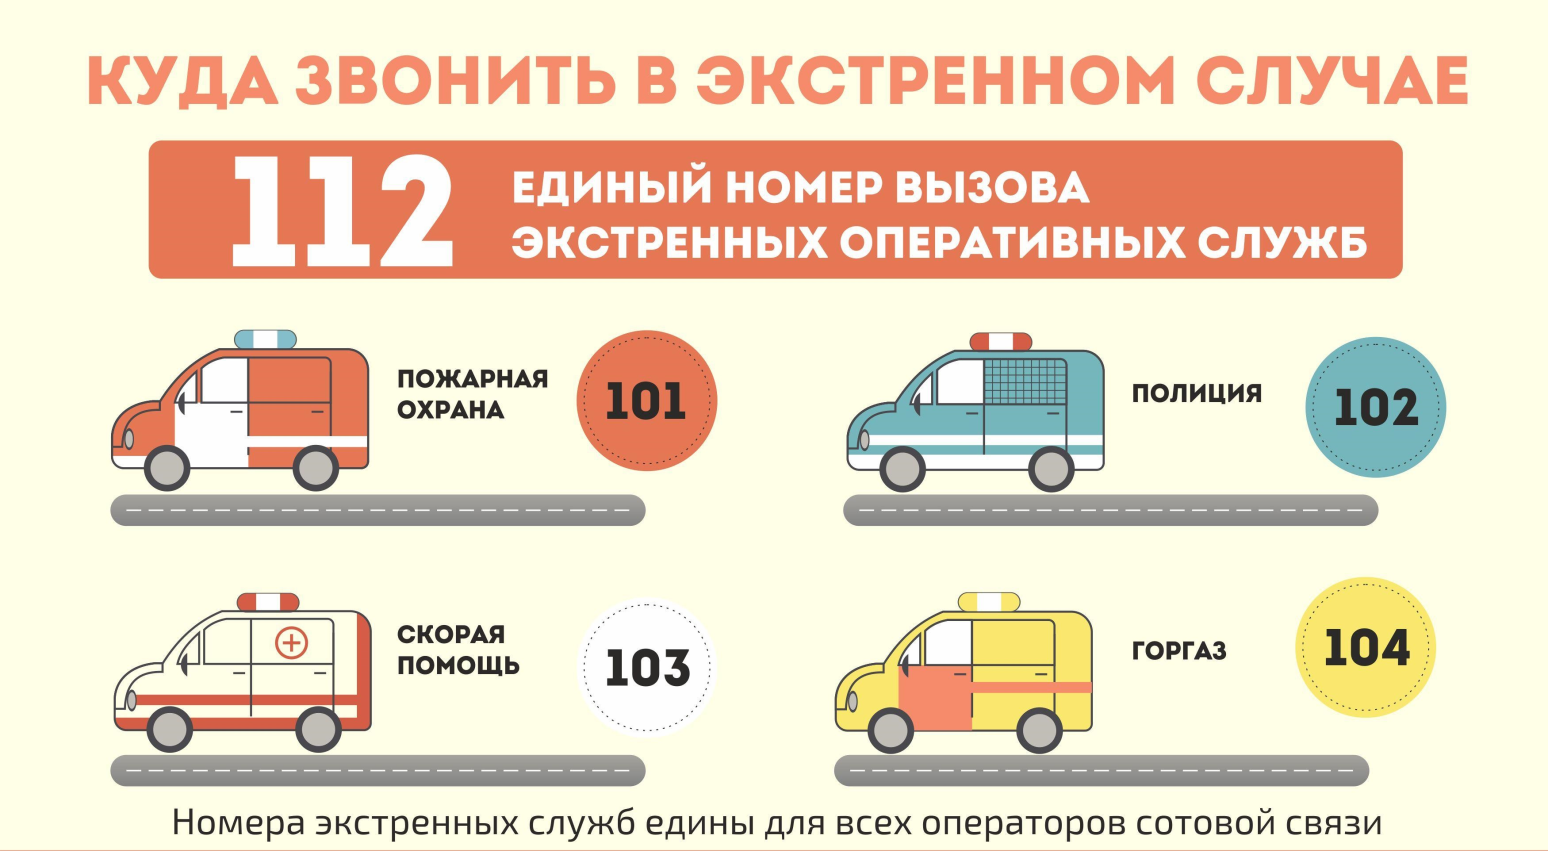 КУДА ЗВОНИТЬ В ЭКСТРЕННОМ СЛУЧАЕ
112
ЕДИНЫЙ НОМЕР ВЫЗОВА
ЭКСТРЕННЫХ ОПЕРАТИВНЫХ СЛУЖБ
ПОЖАРНАЯ
ОХРАНА
101
ПОЛИЦИЯ
102
СКОРАЯ
ПОМОЩЬ
103
ГОРГАЗ
104
Номера экстренных служб едины для всех операторов сотовой связи